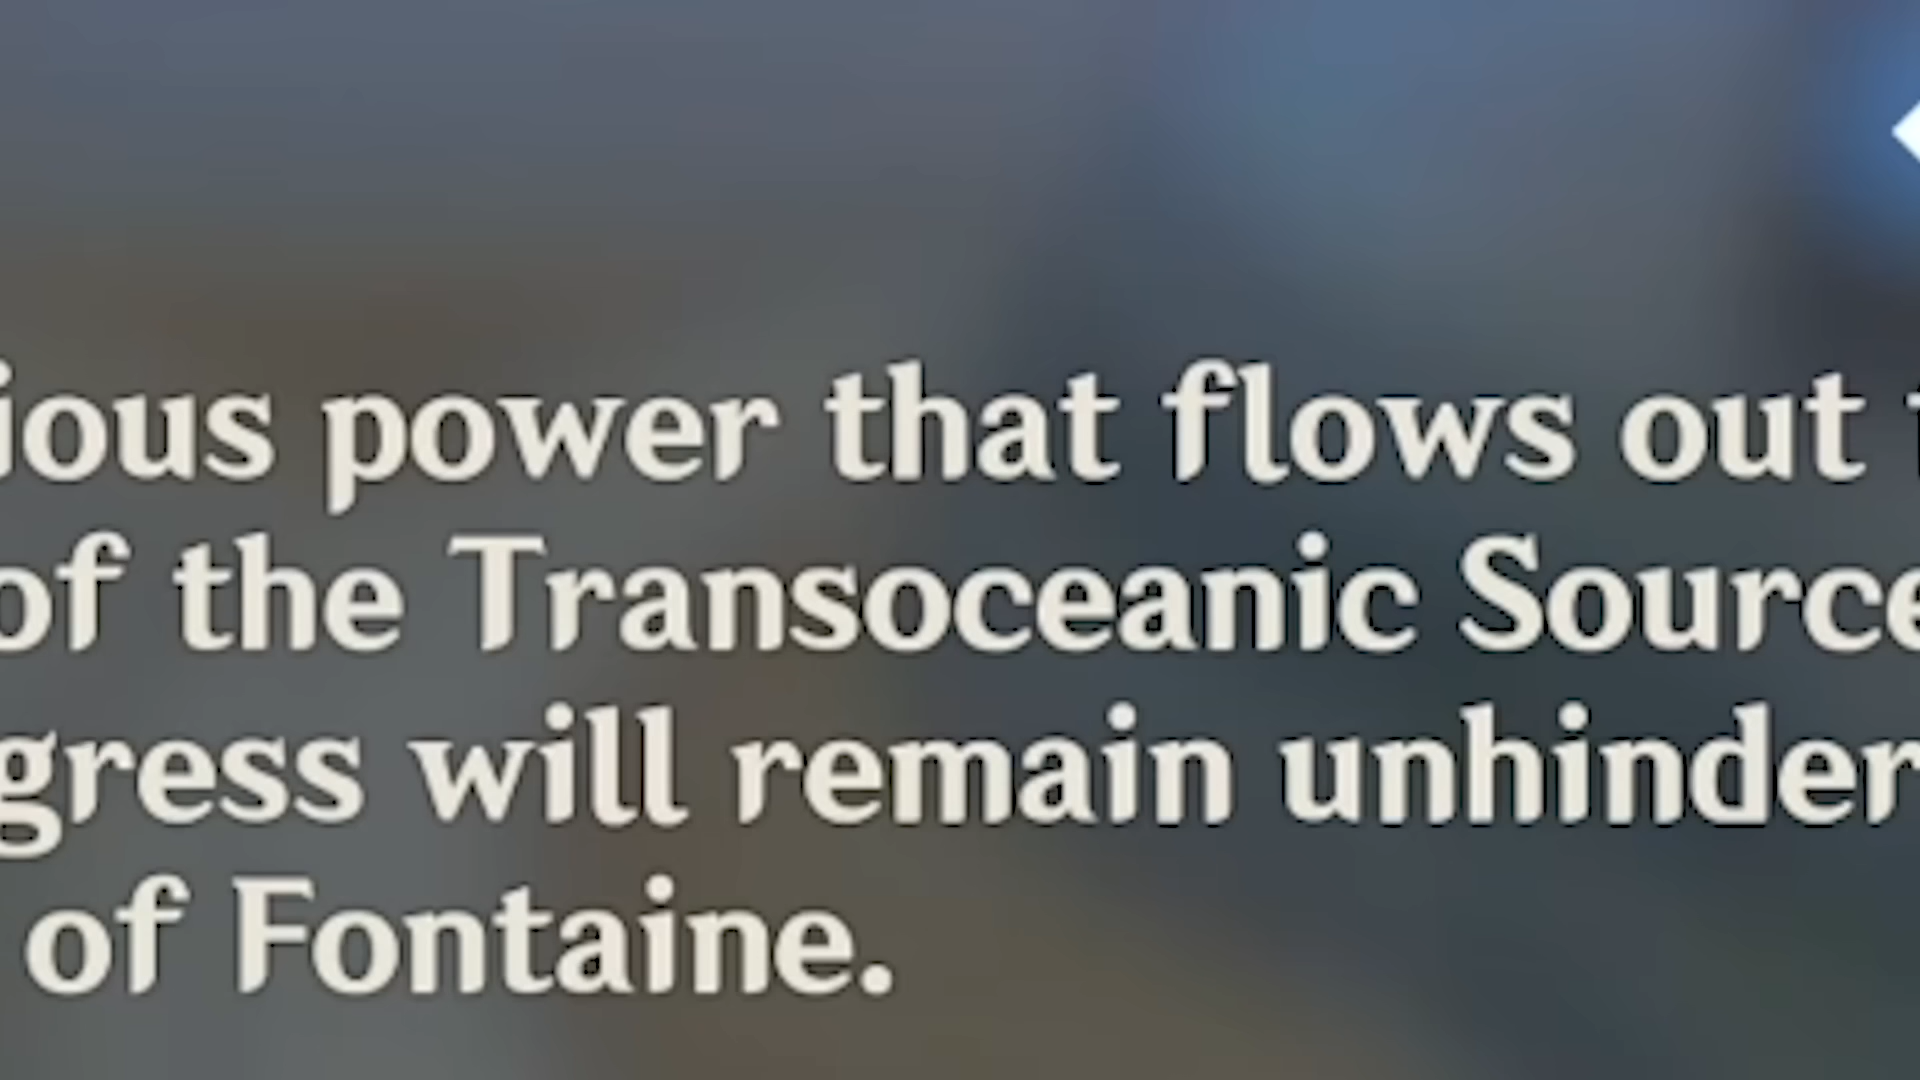 ious power that flows out
of the Transoceanic Source
gress will remain unhinder
of Fontaine.